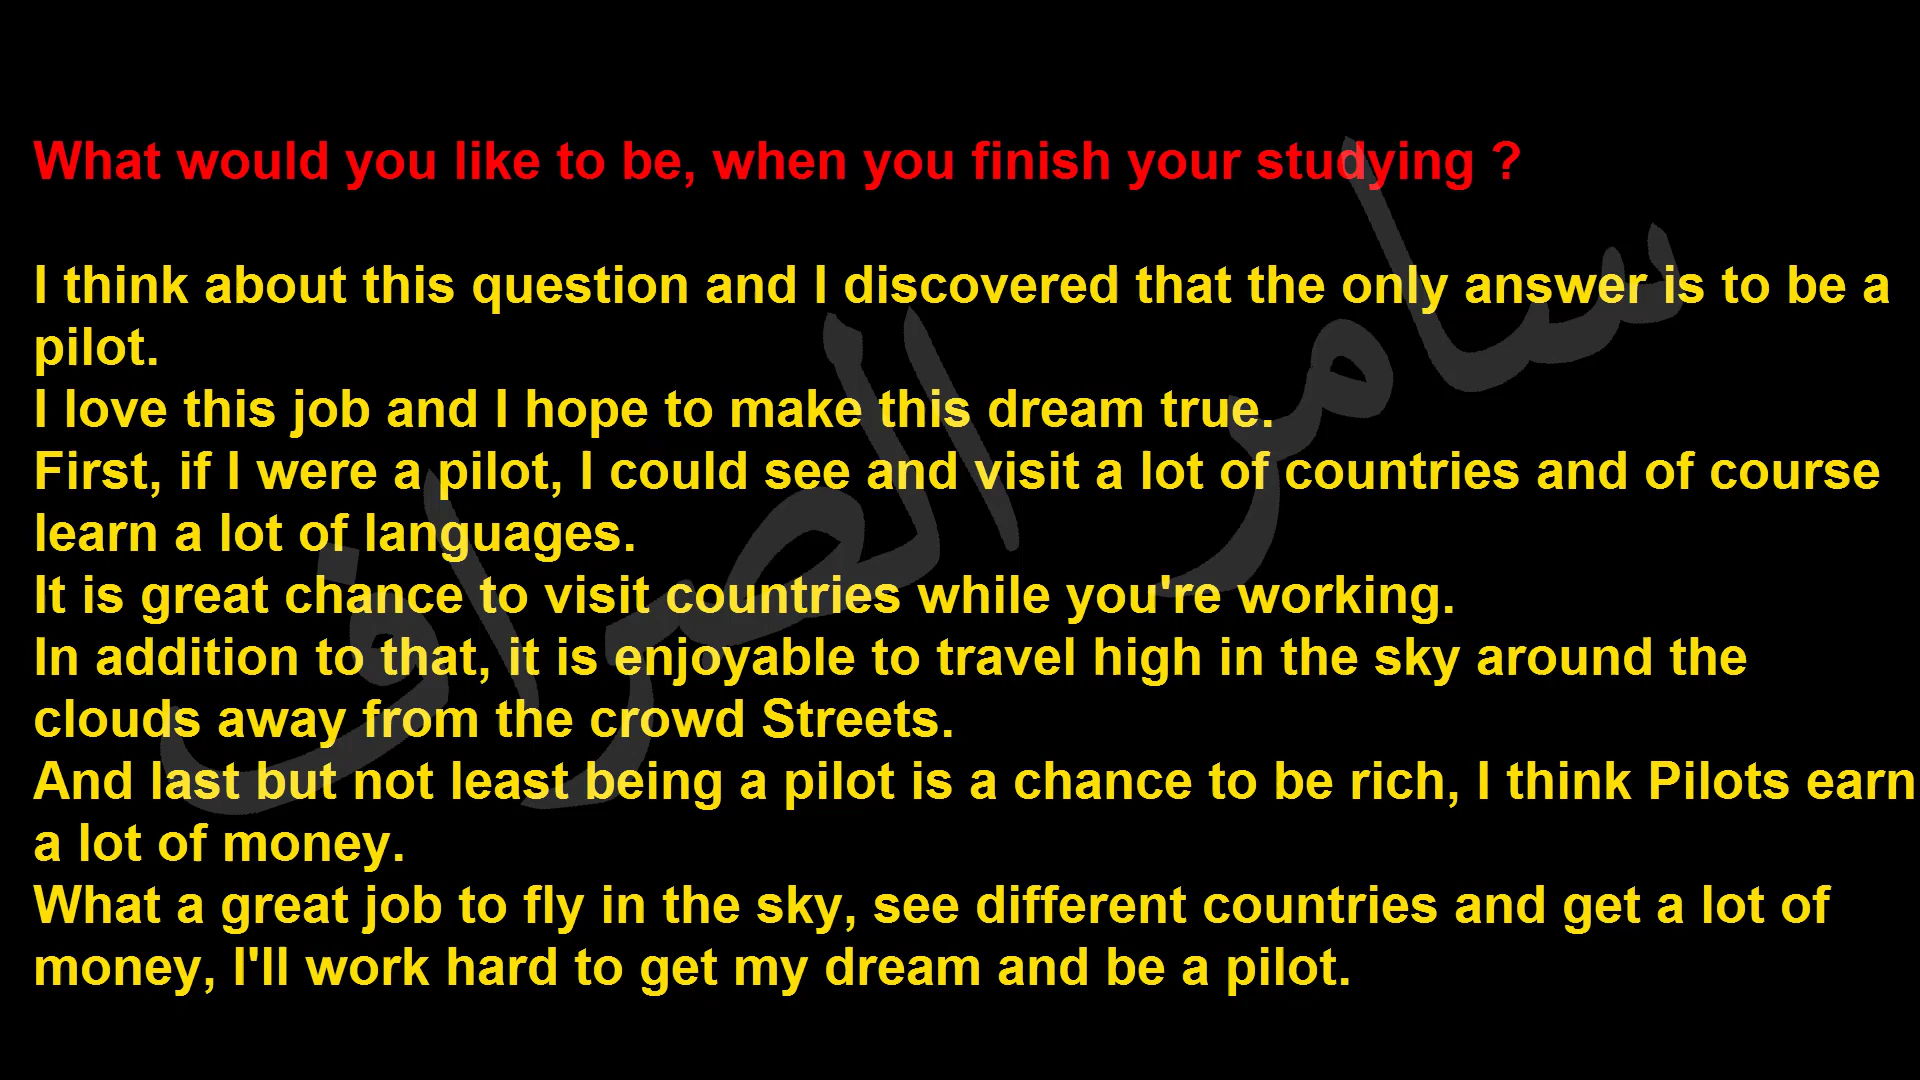 What would you like to be, when you finish your studying ?
I think about this question and I discovered that the only answer is to be a
pilot.
I love this job and I hope to make this dream true.
First, if I were a pilot, I could see and visit a lot of countries and of course
learn a lot of languages.
It is great chance to visit countries while you're working.
In addition to that, it is enjoyable to travel high in the sky around the
clouds away from the crowd Streets.
And last but not least being a pilot is a chance to be rich, I think Pilots earn
a lot of money.
What a great job to fly in the sky, see different countries and get a lot of
money, I'll work hard to get my dream and be a pilot.
سامر الصراف